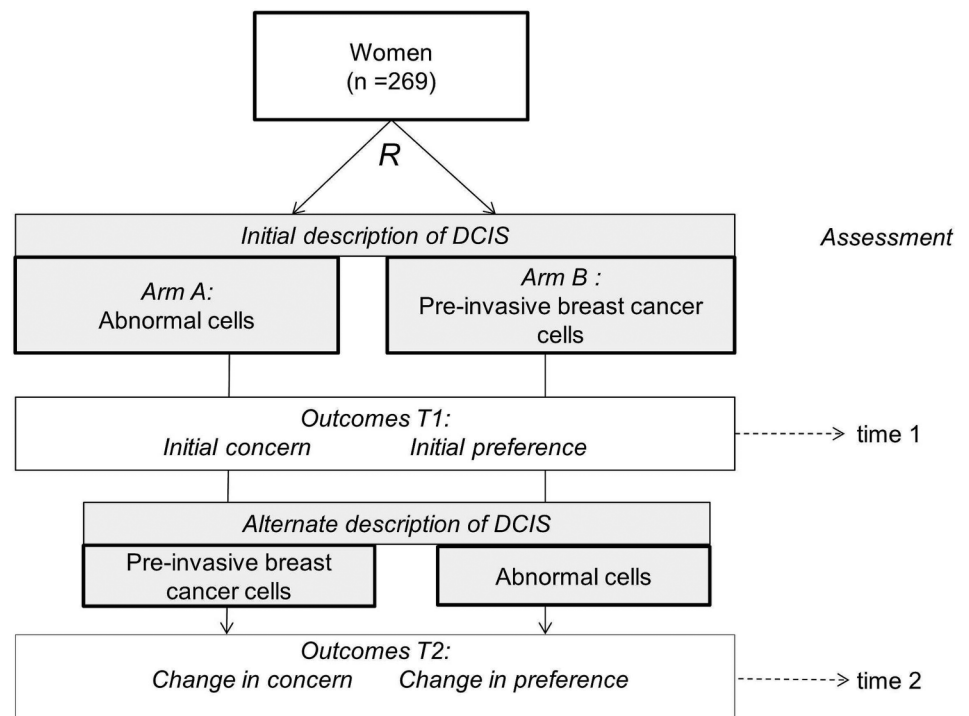 Women
(n =269)
R
Initial description of DCIS
Assessment
Arm A:
Abnormal cells
Arm B :
Pre-invasive breast cancer
cells
Outcomes T1:
Initial concern Initial preference
time 1
Alternate description of DCIS
Pre-invasive breast
cancer cells
Abnormal cells
Outcomes T2:
Change in concern Change in preference
time 2